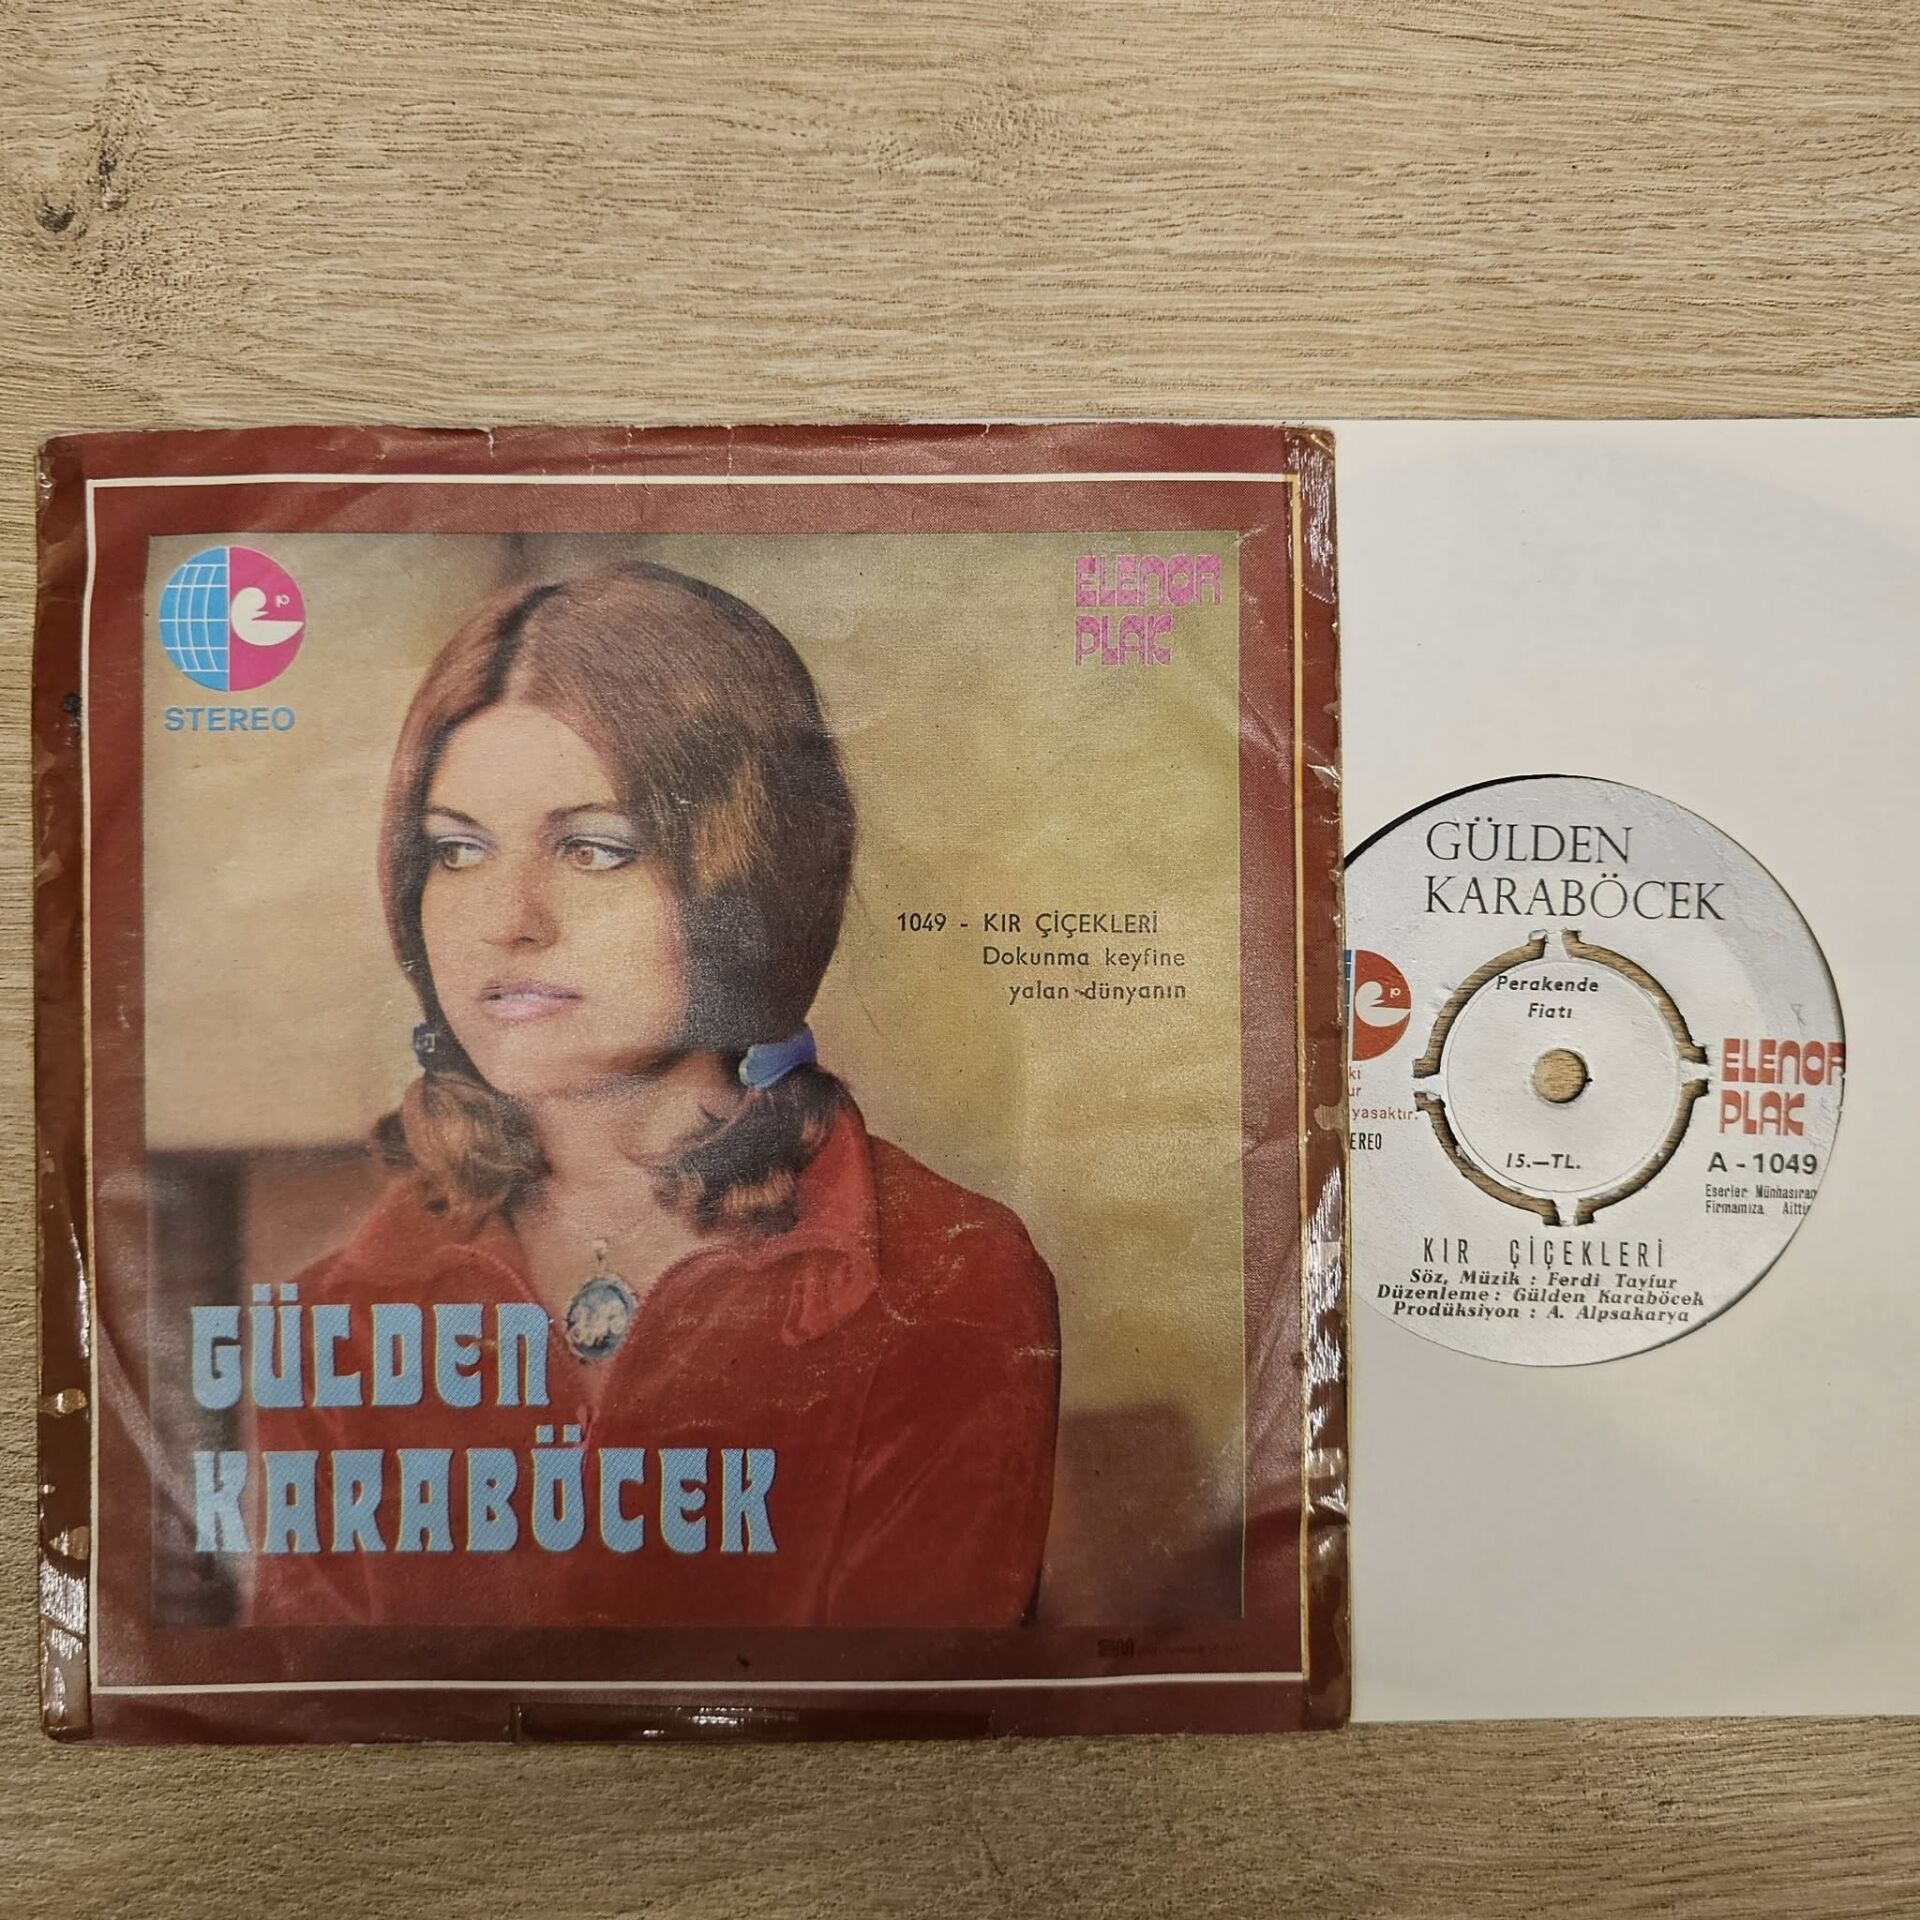 STEREO
ELENOR
PLAK
1049 - KIR ÇİÇEKLERİ
Dokunma keyfine
yalan dünyanın
GÜLDEN
KARABÖCEK
GÜLDEN
KARABÖCEK
Perakende
Fiatı
15.—TL.
yasaktır.
ELENOR
PLAK
A - 1049
Eserler Münhasıran
Firmamıza
KIR ÇİÇEKLERİ
Söz, Müzik : Ferdi Tayfur
Düzenleme : Gülden Karaböcek
Prodüksiyon : A. Alpsakarya